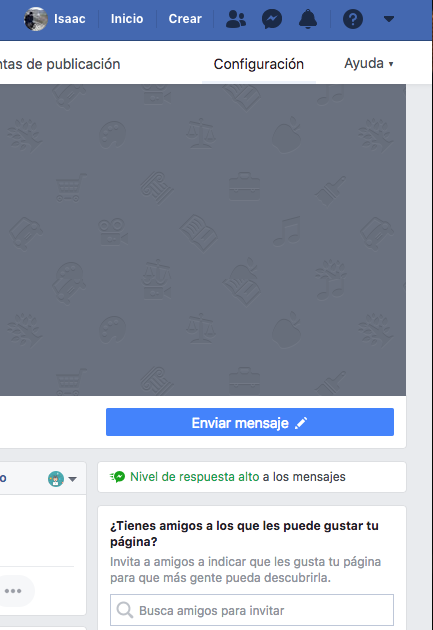 Isaac Inicio Crear
ntas de publicación Configuración Ayuda
Enviar mensaje
o
Nivel de respuesta alto a los mensajes
¿Tienes amigos a los que les puede gustar tu
página?
Invita a amigos a indicar que les gusta tu página
para que más gente pueda descubrirla.
Busca amigos para invitar